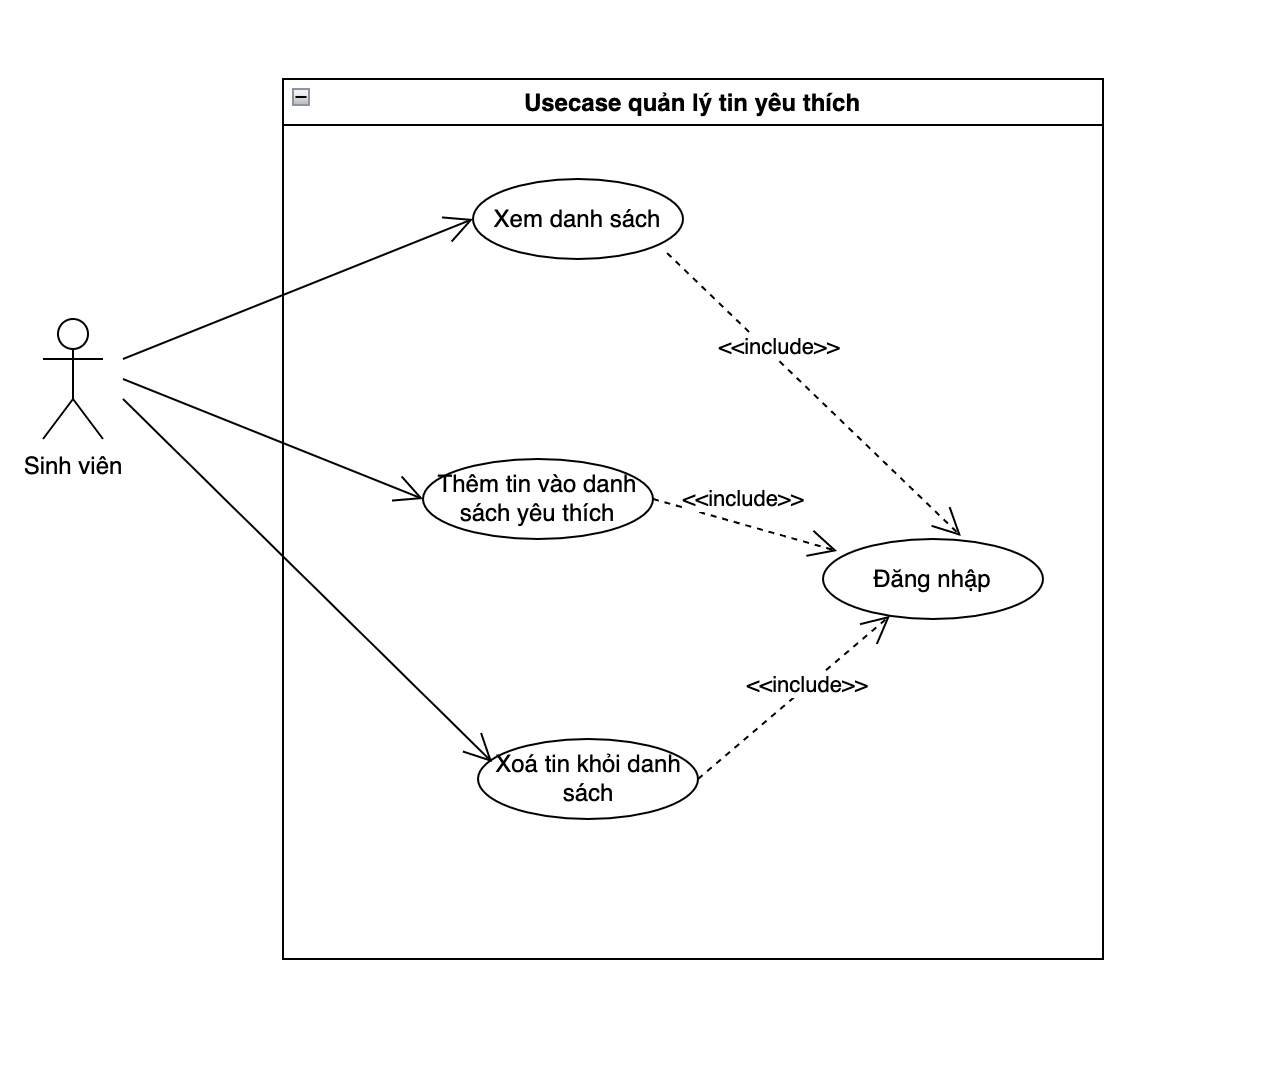 Usecase quản lý tin yêu thích
Xem danh sách
<<include>>
Sinh viên
Thêm tin vào danh
sách yêu thích
<<include>>
Đăng nhập
<<include>>
Xoá tin khỏi danh
sách